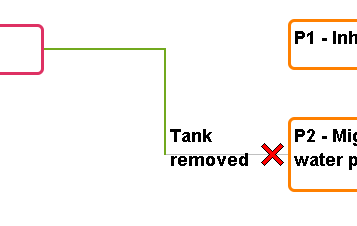 P1 - Inh
Tank
removed
P2 - Mig
water p